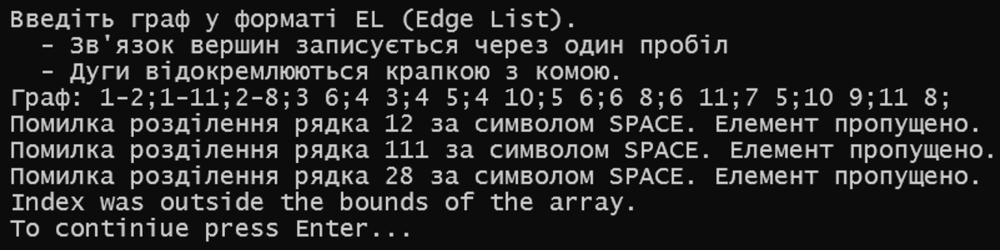 Введіть граф у форматі EL (Edge List).
- Зв'язок вершин записується через один пробіл
- Дуги відокремлюються крапкою з комою.
Граф: 1-2;1-11;2-8;3 6;4 3;4 5;4 10;5 6;6 8;6 11;7 5;10 9;11 8;
Помилка розділення рядка 12 за символом SPACE. Елемент пропущено.
Помилка розділення рядка 111 за символом SPACE. Елемент пропущено.
Помилка розділення рядка 28 за символом SPACE. Елемент пропущено.
Index was outside the bounds of the array.
To continiue press Enter...